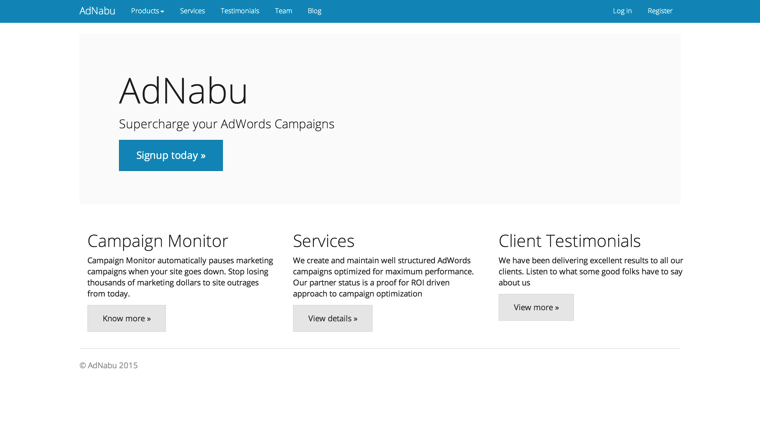 AdNabu Products Services Testimonials Team Blog Log in Register
AdNabu
Supercharge your AdWords Campaigns
Signup today »
Campaign Monitor
Campaign Monitor automatically pauses marketing
campaigns when your site goes down. Stop losing
thousands of marketing dollars to site outrages
from today.
Know more »
Services
We create and maintain well structured AdWords
campaigns optimized for maximum performance.
Our partner status is a proof for ROI driven
approach to campaign optimization
View details »
Client Testimonials
We have been delivering excellent results to all our
clients. Listen to what some good folks have to say
about us
View more »
© AdNabu 2015